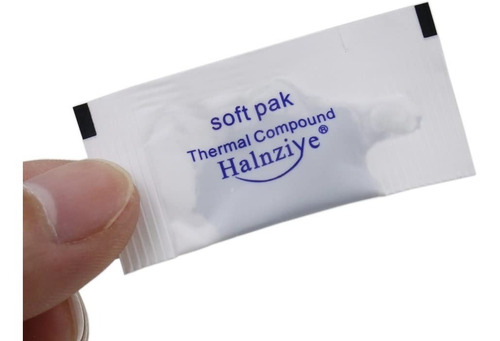 soft pak
Thermal Compound
Halnziye®